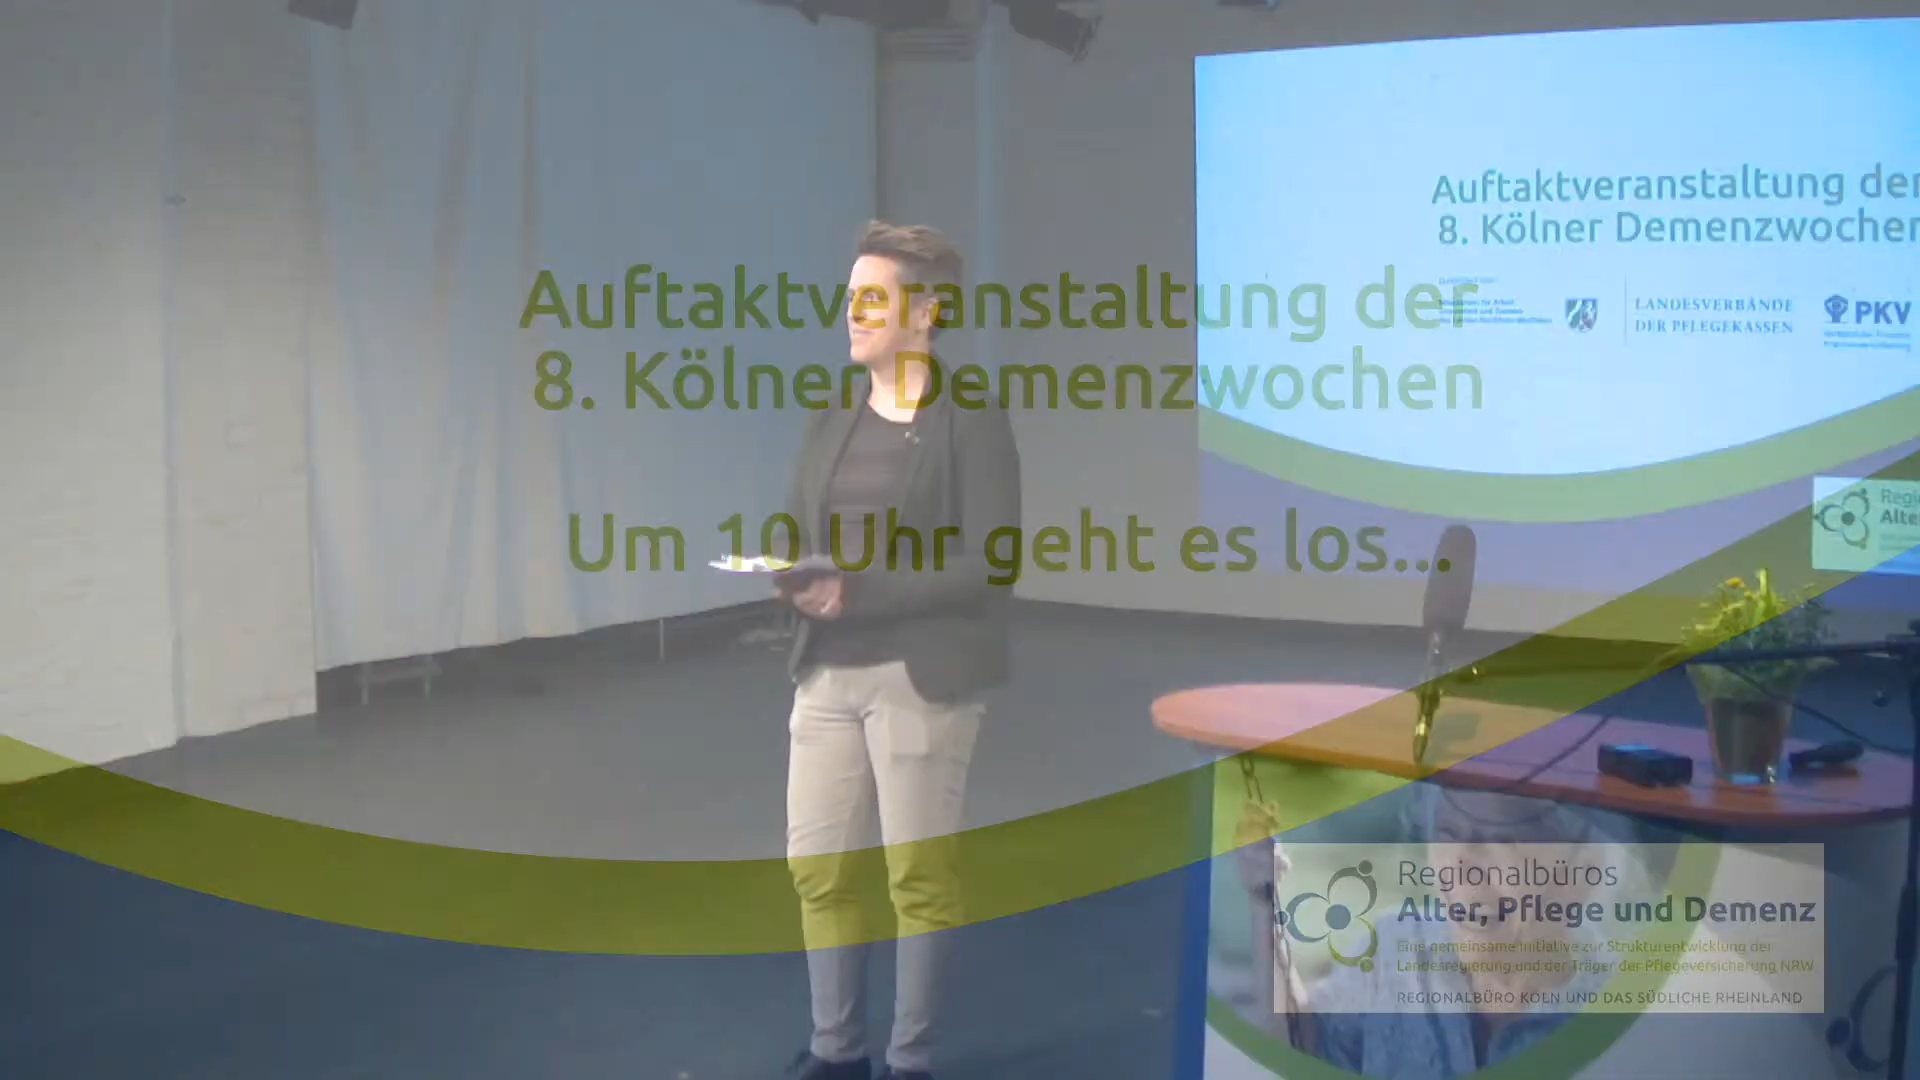 Auftaktveranstaltung der
8. Kölner Demenzwochen
LANDESVERBÄNDE
DER PFLEGEKASSEN
PKV
Auftaktveranstaltung der
8. Kölner Demenzwochen
Um 10 Uhr geht es los...
Regionalbüros
Alter, Pflege und Demenz
Eine gemeinsame Initiative zur Strukturentwicklung der
Landesregierung und der Träger der Pflegeversicherung NRW
REGIONALBÜRO KÖLN UND DAS SÜDLICHE RHEINLAND